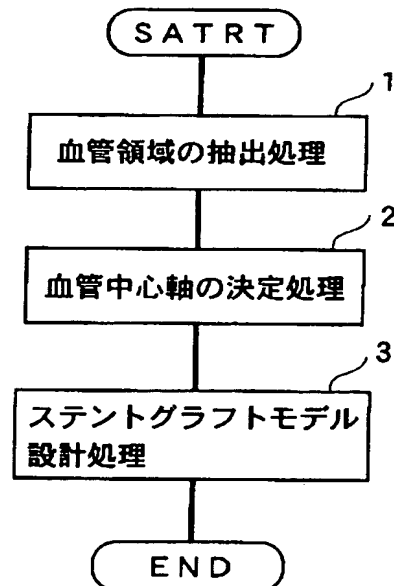 SATRT
1
血管領域の抽出処理
2
血管中心軸の決定処理
3
ステントグラフトモデル
設計処理
END